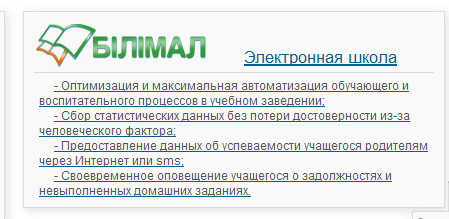 БІЛІМАЛ
Электронная школа
- Оптимизация и максимальная автоматизация обучающего и
воспитательного процессов в учебном заведении;
- Сбор статистических данных без потери достоверности из-за
человеческого фактора;
- Предоставление данных об успеваемости учащегося родителям
через Интернет или sms;
- Своевременное оповещение учащегося о задолжностях и
невыполненных домашних заданиях.